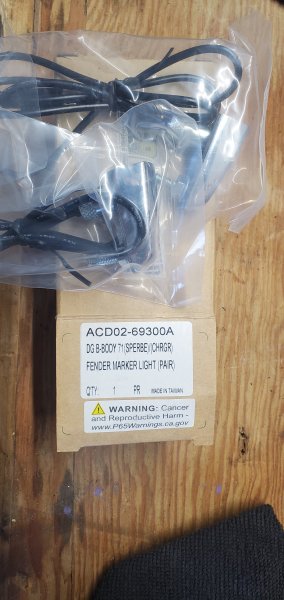 ACD02-69300A
DG B-BODY 71(SPERBE)/(CHRGR)
FENDER MARKER LIGHT (PAIR)
QTY: 1 PR MADE IN TAIWAN
WARNING: Cancer
and Reproductive Harm -
www.P65Warnings.ca.gov